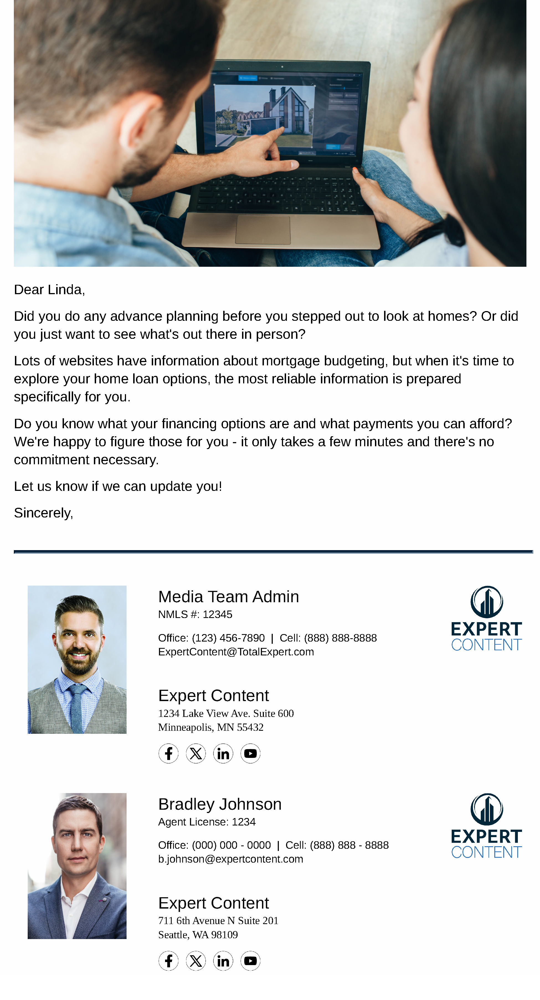 Dear Linda,
Did you do any advance planning before you stepped out to look at homes? Or did
you just want to see what's out there in person?
Lots of websites have information about mortgage budgeting, but when it's time to
explore your home loan options, the most reliable information is prepared
specifically for you.
Do you know what your financing options are and what payments you can afford?
We're happy to figure those for you - it only takes a few minutes and there's no
commitment necessary.
Let us know if we can update you!
Sincerely,
Media Team Admin
NMLS #: 12345
Office: (123) 456-7890 | Cell: (888) 888-8888
ExpertContent@TotalExpert.com
EXPERT
CONTENT
Expert Content
1234 Lake View Ave. Suite 600
Minneapolis, MN 55432
Bradley Johnson
Agent License: 1234
Office: (000) 000 - 0000 | Cell: (888) 888 - 8888
b.johnson@expertcontent.com
EXPERT
CONTENT
Expert Content
711 6th Avenue N Suite 201
Seattle, WA 98109